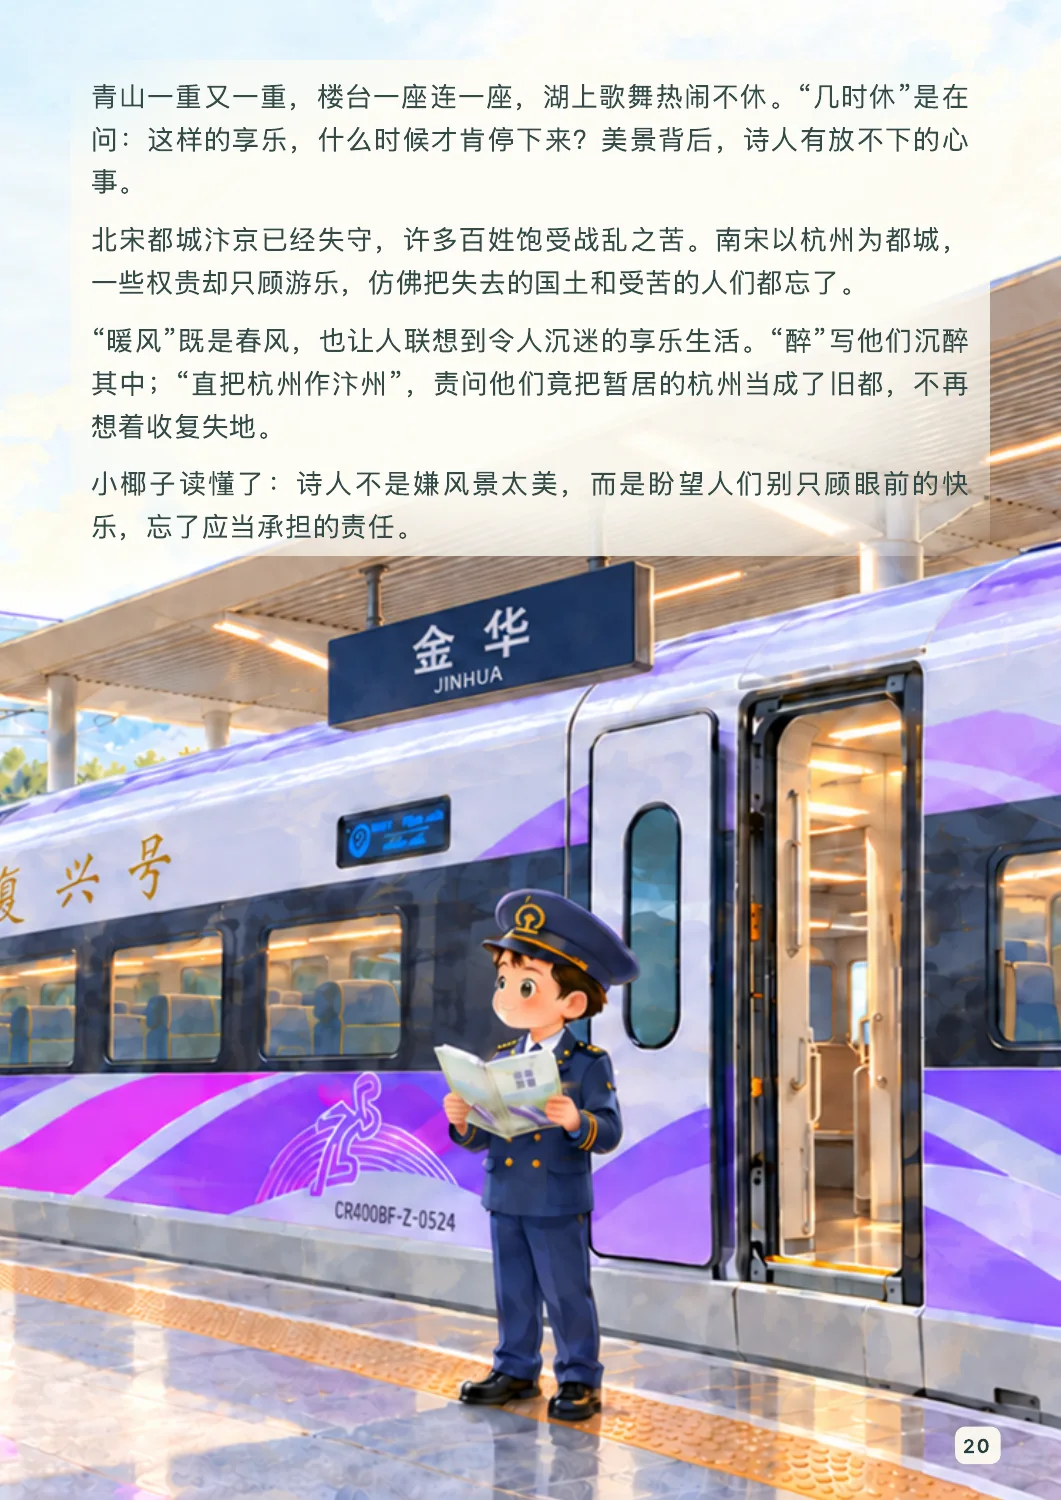 青山一重又一重，楼台一座连一座，湖上歌舞热闹不休。“几时休”是在
问：这样的享乐，什么时候才肯停下来？美景背后，诗人有放不下的心
事。
北宋都城汴京已经失守，许多百姓饱受战乱之苦。南宋以杭州为都城，
一些权贵却只顾游乐，仿佛把失去的国土和受苦的人们都忘了。
“暖风”既是春风，也让人联想到令人沉迷的享乐生活。“醉”写他们沉醉
其中；“直把杭州作汴州”，责问他们竟把暂居的杭州当成了旧都，不再
想着收复失地。
小椰子读懂了：诗人不是嫌风景太美，而是盼望人们别只顾眼前的快
乐，忘了应当承担的责任。
金华
JINHUA
复兴号
CR400BF-Z-0524
20